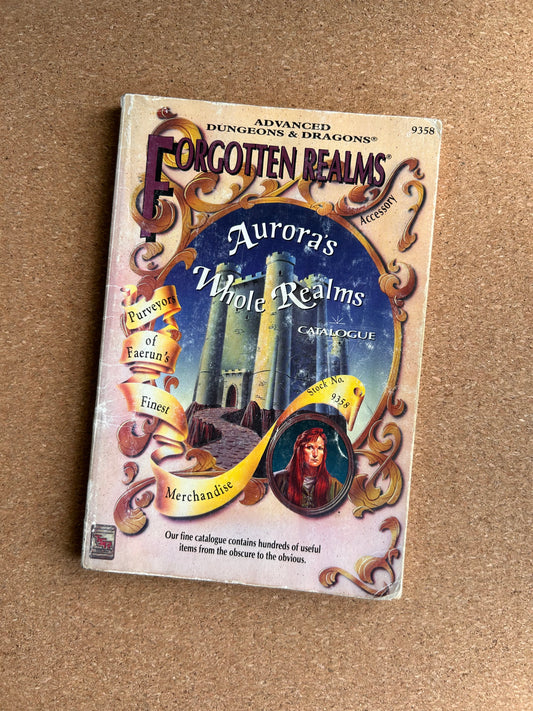 ADVANCED
DUNGEONS & DRAGONS®
9358
FORGOTTEN REALMS®
Accessory
Aurora's
Whole Realms
CATALOGUE
Purveyors
of
Faerun's
Finest
Merchandise
Stock No.
9358
Our fine catalogue contains hundreds of useful
items from the obscure to the obvious.